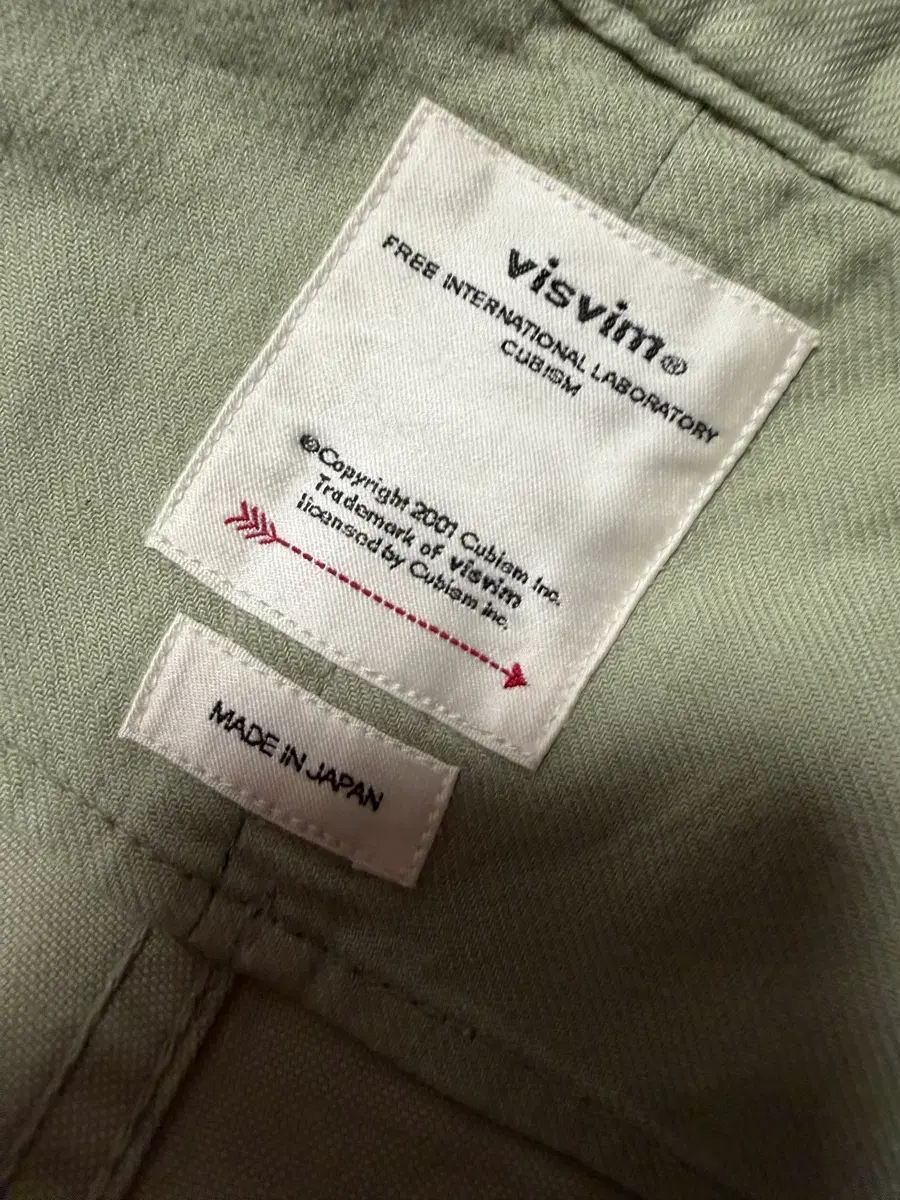 visvim®
FREE INTERNATIONAL LABORATORY
CUBISM
©Copyright 2001 Cubism Inc.
Trademark of visvim
licensed by Cubism inc.
MADE IN JAPAN